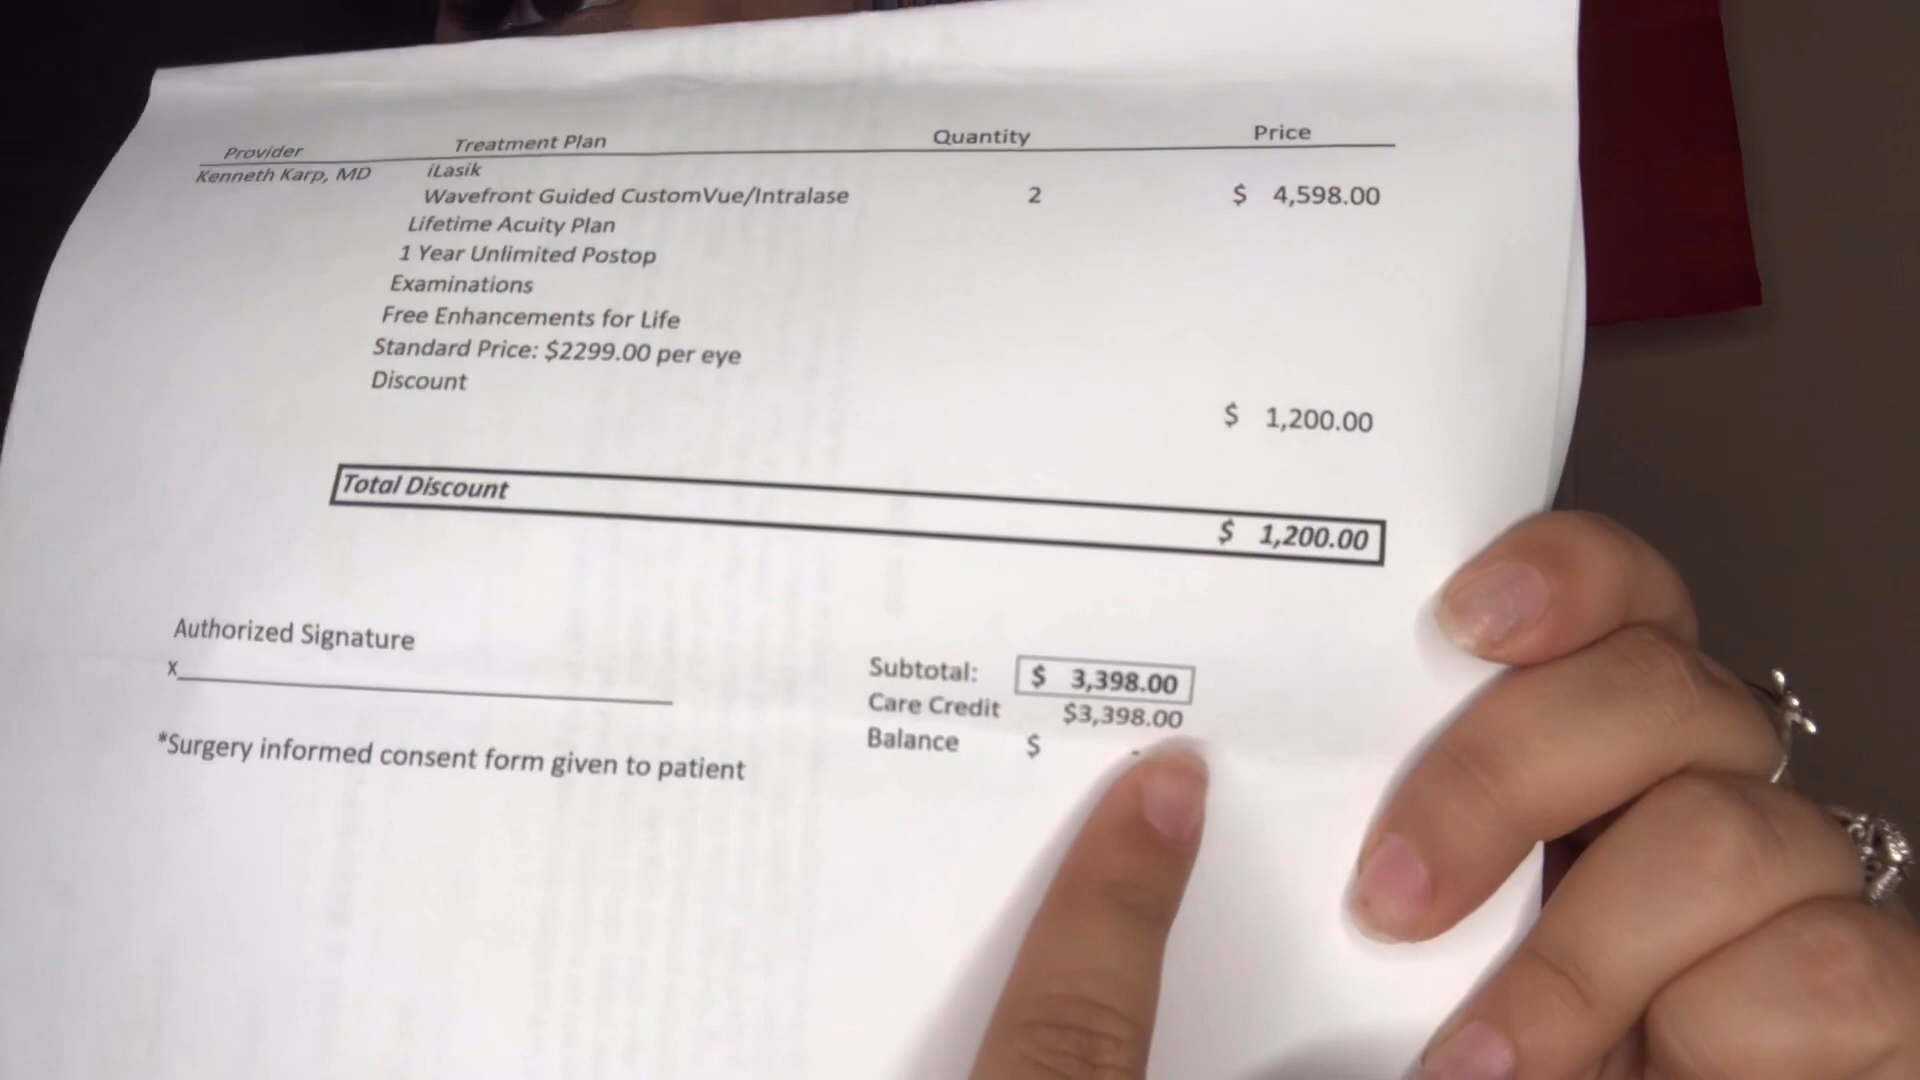 Provider Treatment Plan Quantity Price
Kenneth Karp, MD iLasik
Wavefront Guided CustomVue/Intralase 2 $ 4,598.00
Lifetime Acuity Plan
1 Year Unlimited Postop
Examinations
Free Enhancements for Life
Standard Price: $2299.00 per eye
Discount
$ 1,200.00
Total Discount $ 1,200.00
Authorized Signature
x
Subtotal: $ 3,398.00
Care Credit $3,398.00
Balance $ -
*Surgery informed consent form given to patient